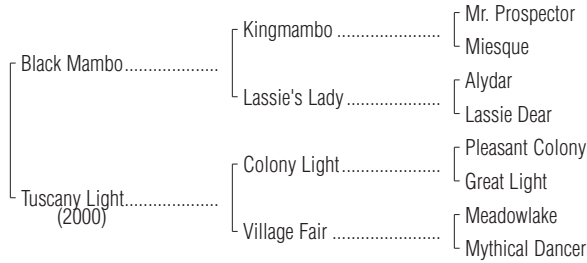 Mr. Prospector
Kingmambo ....................
Miesque
Black Mambo....................
Alydar
Lassie's Lady ....................
Lassie Dear
Pleasant Colony
Colony Light....................
Great Light
Tuscany Light....................
(2000)
Meadowlake
Village Fair ....................
Mythical Dancer